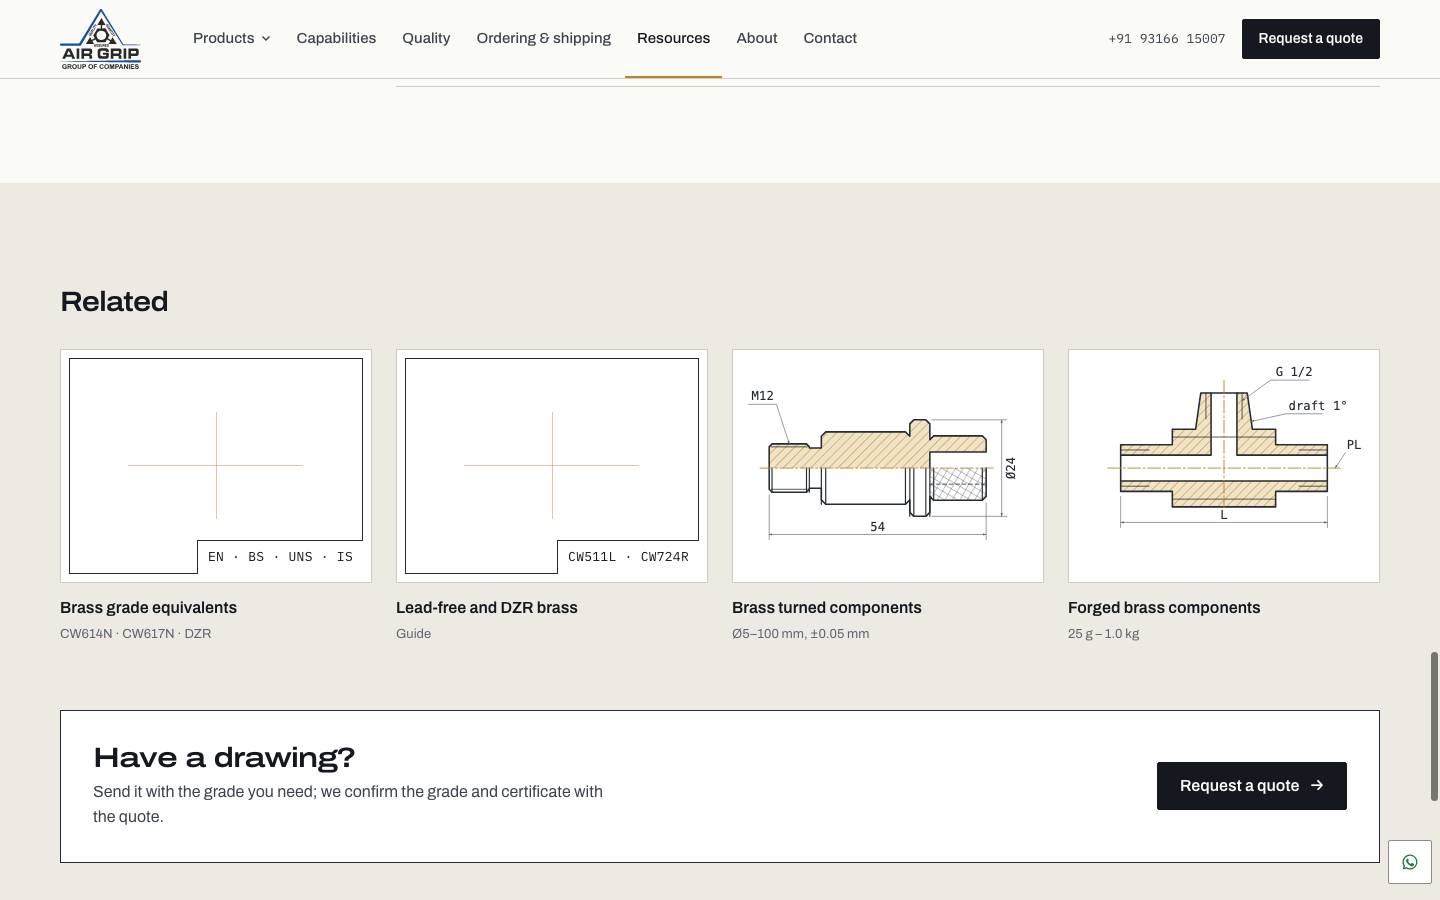 AIR GRIP
GROUP OF COMPANIES
Products
Capabilities
Quality
Ordering & shipping
Resources
About
Contact
+91 93166 15007
Request a quote
Related
EN · BS · UNS · IS
CW511L · CW724R
M12
Ø24
54
G 1/2
draft 1°
PL
L
Brass grade equivalents
Lead-free and DZR brass
Brass turned components
Forged brass components
CW614N · CW617N · DZR
Guide
Ø5–100 mm, ±0.05 mm
25 g – 1.0 kg
Have a drawing?
Send it with the grade you need; we confirm the grade and certificate with
the quote.
Request a quote